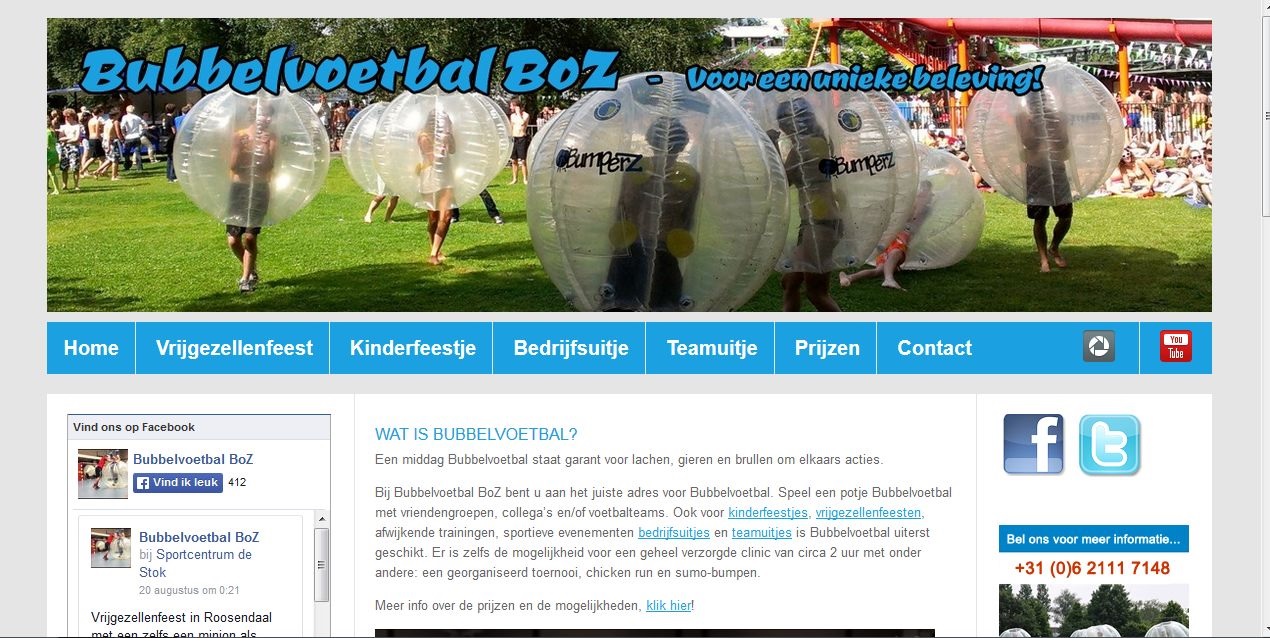 Bubbelvoetbal BoZ - Voor een unieke beleving!
BumperZ
BumperZ
Home Vrijgezellenfeest Kinderfeestje Bedrijfsuitje Teamuitje Prijzen Contact You Tube
Vind ons op Facebook
Bubbelvoetbal BoZ
Vind ik leuk 412
Bubbelvoetbal BoZ
bij Sportcentrum de
Stok
20 augustus om 0:21
Vrijgezellenfeest in Roosendaal
met een zelfs een minion als
WAT IS BUBBELVOETBAL?
Een middag Bubbelvoetbal staat garant voor lachen, gieren en brullen om elkaars acties.
Bij Bubbelvoetbal BoZ bent u aan het juiste adres voor Bubbelvoetbal. Speel een potje Bubbelvoetbal
met vriendengroepen, collega's en/of voetbalteams. Ook voor kinderfeestjes, vrijgezellenfeesten,
afwijkende trainingen, sportieve evenementen bedrijfsuitjes en teamuitjes is Bubbelvoetbal uiterst
geschikt. Er is zelfs de mogelijkheid voor een geheel verzorgde clinic van circa 2 uur met onder
andere: een georganiseerd toernooi, chicken run en sumo-bumpen.
Meer info over de prijzen en de mogelijkheden, klik hier!
Bel ons voor meer informatie...
+31 (0)6 2111 7148